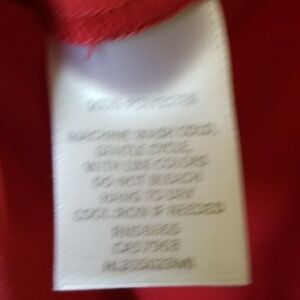 100% POLYESTER
MACHINE WASH COLD,
GENTLE CYCLE,
WITH LIKE COLORS
DO NOT BLEACH
HANG TO DRY
COOL IRON IF NEEDED